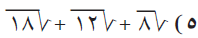 ٥) √٨ + √١٢ + √١٨